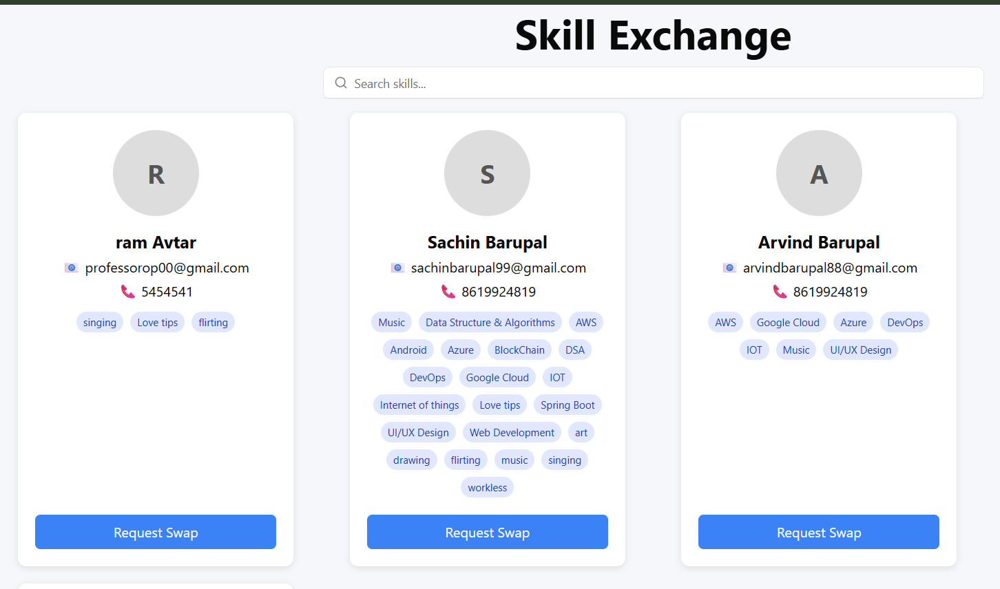 Skill Exchange
Search skills...
R
ram Avtar
professorop00@gmail.com
5454541
singing Love tips flirting
Request Swap
S
Sachin Barupal
sachinbarupal99@gmail.com
8619924819
Music Data Structure & Algorithms AWS
Android Azure BlockChain DSA
DevOps Google Cloud IOT
Internet of things Love tips Spring Boot
UI/UX Design Web Development art
drawing flirting music singing
workless
Request Swap
A
Arvind Barupal
arvindbarupal88@gmail.com
8619924819
AWS Google Cloud Azure DevOps
IOT Music UI/UX Design
Request Swap